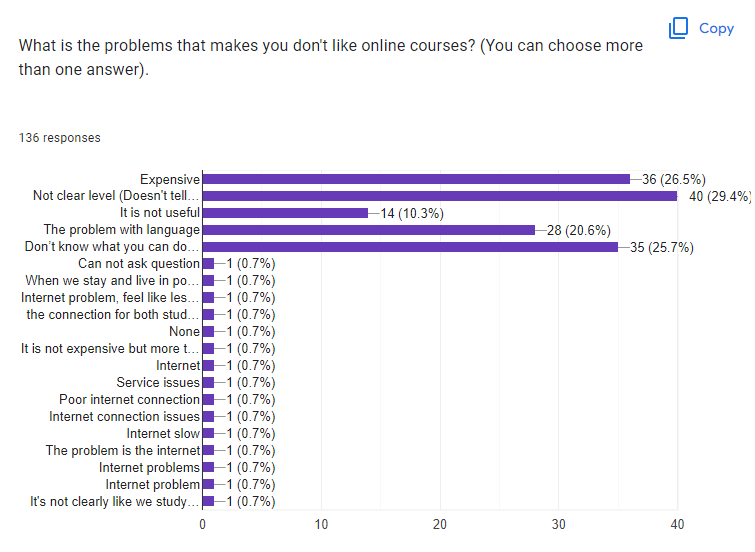 Copy
What is the problems that makes you don't like online courses? (You can choose more
than one answer).
136 responses
Expensive 36 (26.5%)
Not clear level (Doesn't tell... 40 (29.4%)
It is not useful 14 (10.3%)
The problem with language 28 (20.6%)
Don't know what you can do... 35 (25.7%)
Can not ask question 1 (0.7%)
When we stay and live in po... 1 (0.7%)
Internet problem, feel like les... 1 (0.7%)
the connection for both stud... 1 (0.7%)
None 1 (0.7%)
It is not expensive but more t... 1 (0.7%)
Internet 1 (0.7%)
Service issues 1 (0.7%)
Poor internet connection 1 (0.7%)
Internet connection issues 1 (0.7%)
Internet slow 1 (0.7%)
The problem is the internet 1 (0.7%)
Internet problems 1 (0.7%)
Internet problem 1 (0.7%)
It's not clearly like we study... 1 (0.7%)
0 10 20 30 40